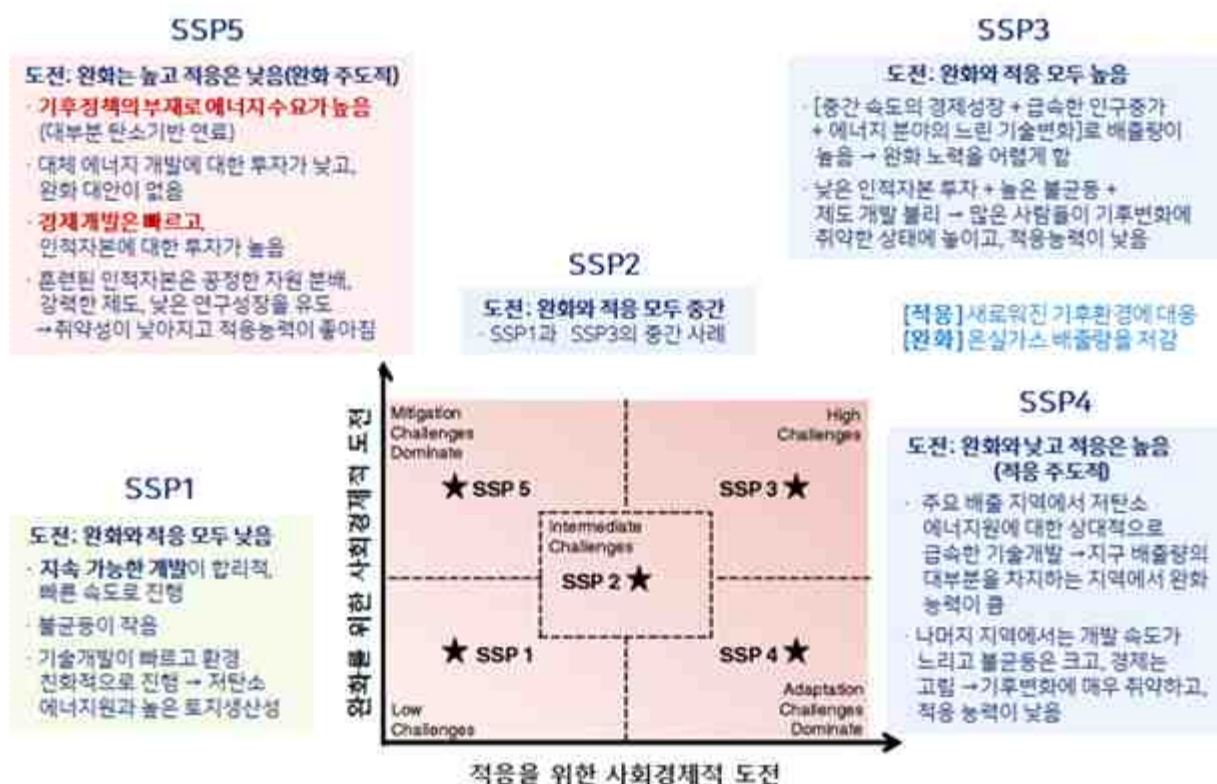 SSP5
도전: 완화는 높고 적응은 낮음(완화 주도적)
· 기후정책의 부재로 에너지 수요가 높음
(대부분 탄소기반 연료)
· 대체 에너지 개발에 대한 투자가 낮고,
완화 대안이 없음
· 경제개발은 빠르고,
인적자본에 대한 투자가 높음
· 훈련된 인적자본은 공정한 자원 분배,
강력한 제도, 낮은 연구성장을 유도
→취약성이 낮아지고 적응능력이 좋아짐
SSP3
도전: 완화와 적응 모두 높음
· [중간 속도의 경제성장 + 급속한 인구증가
+ 에너지 분야의 느린 기술변화]로 배출량이
높음 → 완화 노력을 어렵게 함
· 낮은 인적자본 투자 + 높은 불균등 +
제도 개발 불리 → 많은 사람들이 기후변화에
취약한 상태에 놓이고, 적응능력이 낮음
SSP2
도전: 완화와 적응 모두 중간
· SSP1과 SSP3의 중간 사례
[적응] 새로워진 기후환경에 대응
[완화] 온실가스 배출량을 저감
SSP1
도전: 완화와 적응 모두 낮음
· 지속 가능한 개발이 합리적,
빠른 속도로 진행
· 불균등이 작음
· 기술개발이 빠르고 환경
친화적으로 진행 → 저탄소
에너지원과 높은 토지생산성
완화를 위한 사회경제적 도전
Mitigation
Challenges
Dominate
SSP 5
High
Challenges
SSP 3
Intermediate
Challenges
SSP 2
SSP 1
Low
Challenges
SSP 4
Adaptation
Challenges
Dominate
적응을 위한 사회경제적 도전
SSP4
도전: 완화와 낮고 적응은 높음
(적응 주도적)
· 주요 배출 지역에서 저탄소
에너지원에 대한 상대적으로
급속한 기술개발 →지구 배출량의
대부분을 차지하는 지역에서 완화
능력이 큼
· 나머지 지역에서는 개발 속도가
느리고 불균등은 크고, 경제는
고립 →기후변화에 매우 취약하고,
적응 능력이 낮음